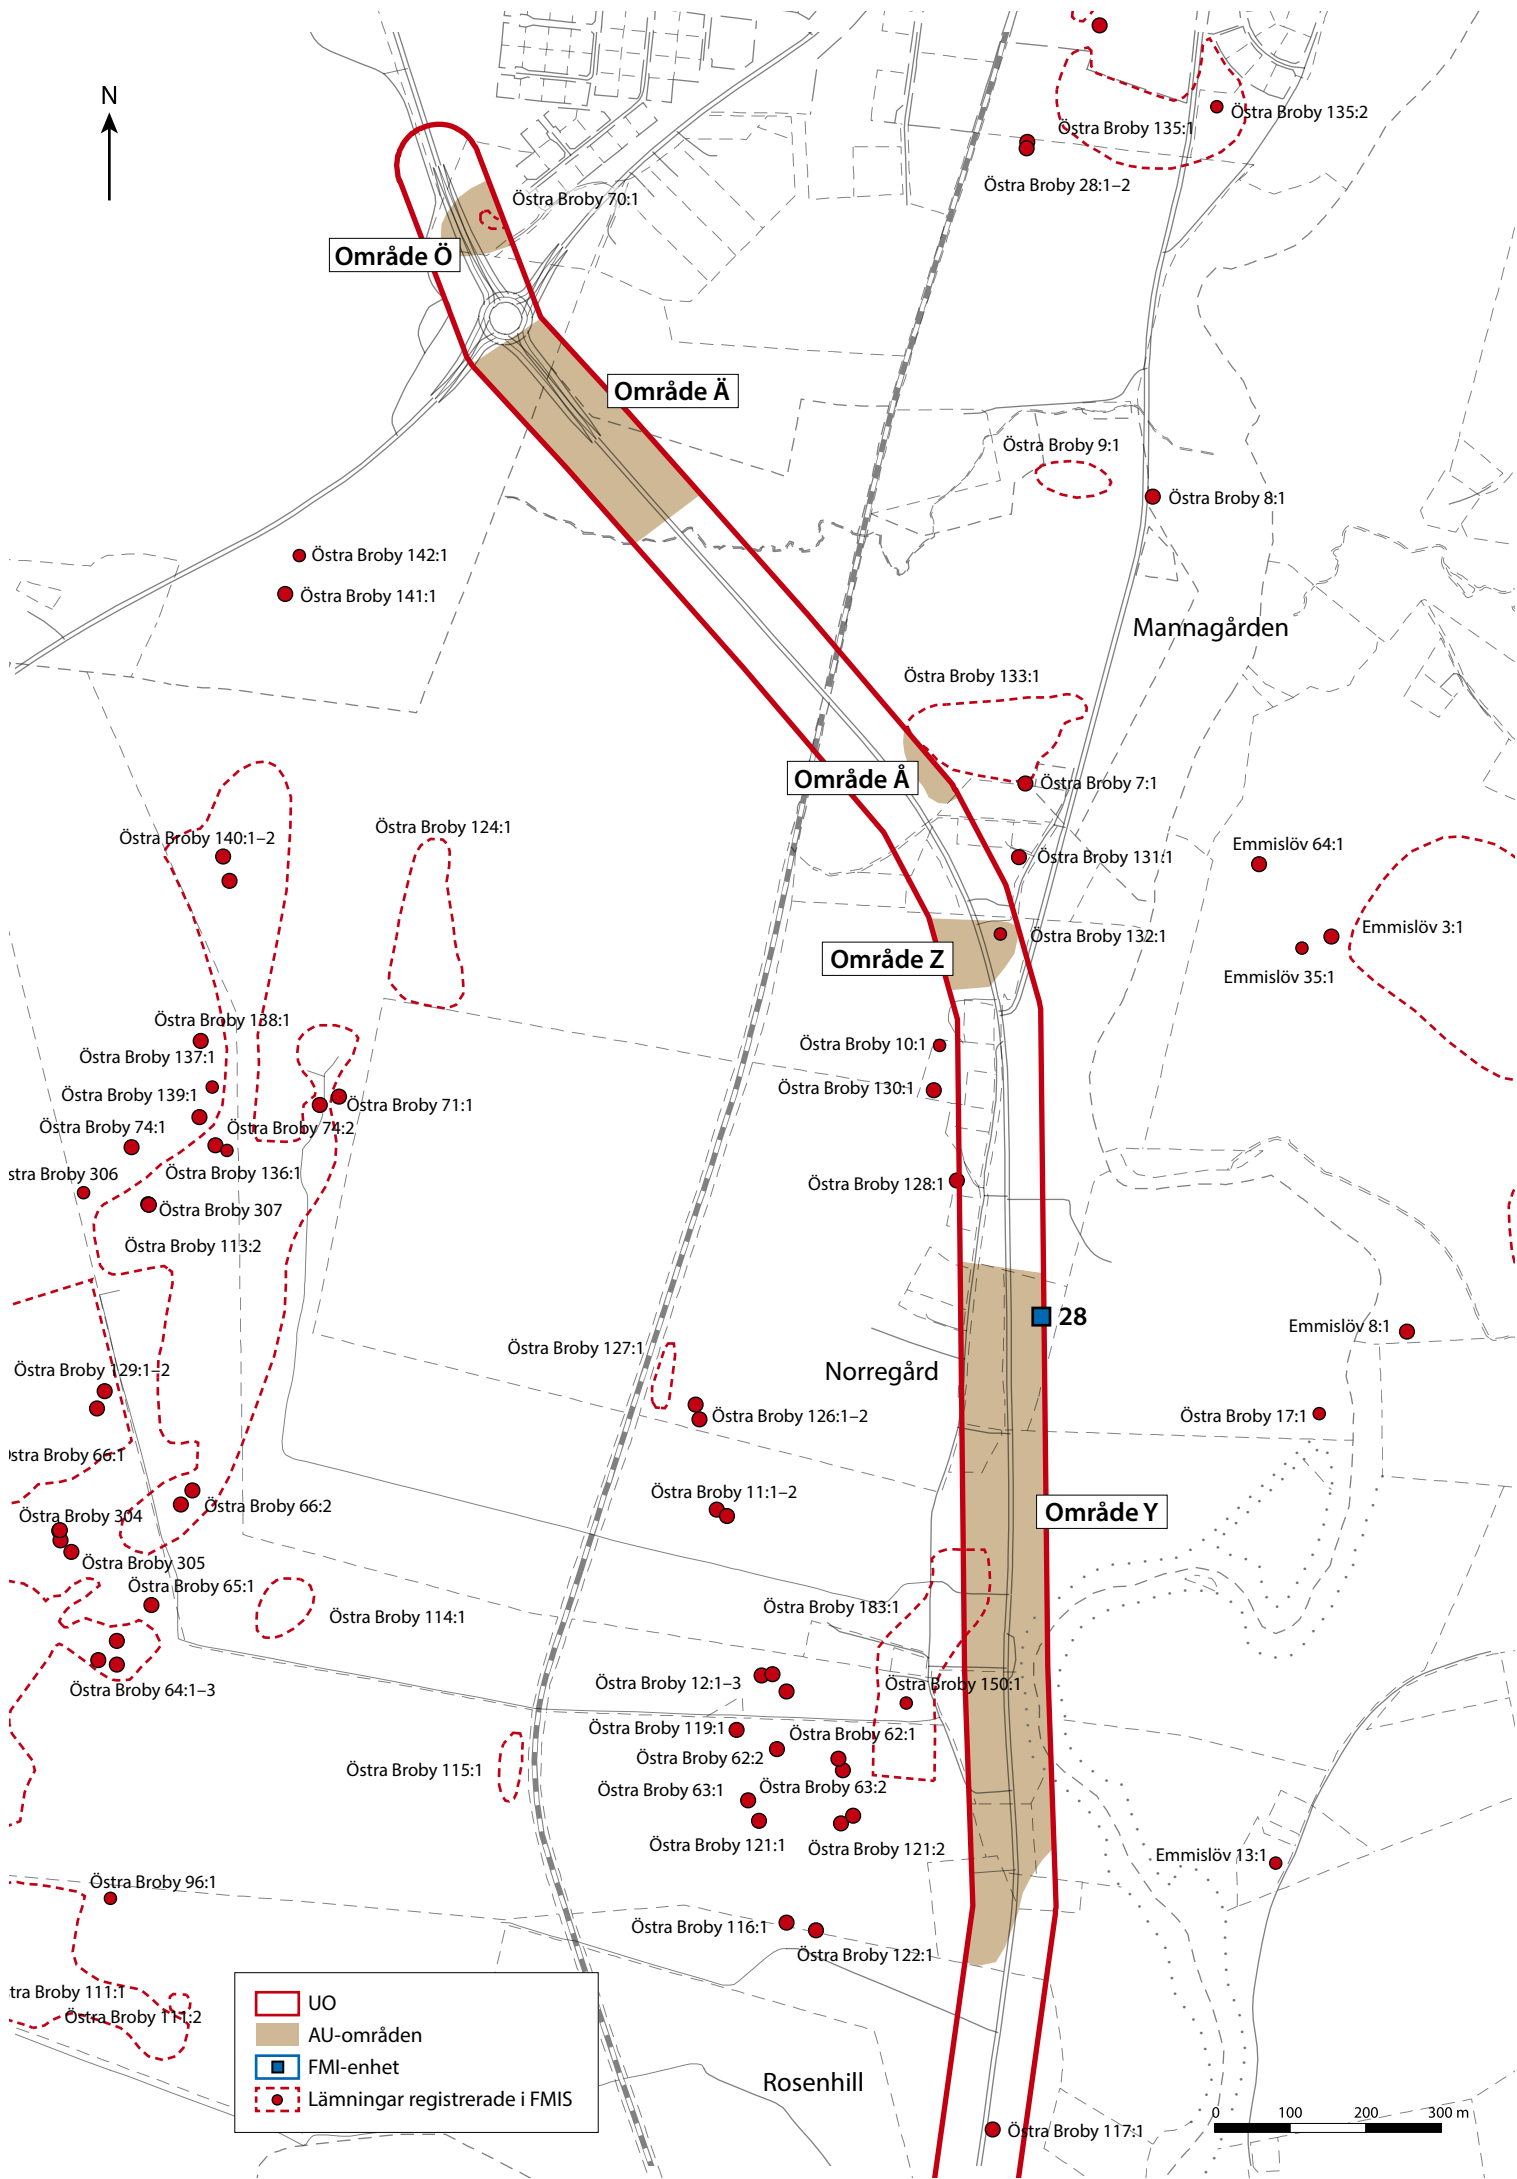 N
Östra Broby 135:2
Östra Broby 135:1
Östra Broby 28:1–2
Östra Broby 70:1
Område Ö
Område Ä
Östra Broby 9:1
Östra Broby 8:1
Östra Broby 142:1
Östra Broby 141:1
Mannagården
Östra Broby 133:1
Område Å
Östra Broby 7:1
Östra Broby 124:1
Östra Broby 140:1–2
Emmislöv 64:1
Östra Broby 131:1
Emmislöv 3:1
Östra Broby 132:1
Område Z
Emmislöv 35:1
Östra Broby 138:1
Östra Broby 10:1
Östra Broby 137:1
Östra Broby 130:1
Östra Broby 139:1
Östra Broby 71:1
Östra Broby 74:1
Östra Broby 74:2
stra Broby 306
Östra Broby 136:1
Östra Broby 128:1
Östra Broby 307
Östra Broby 113:2
28
Emmislöv 8:1
Östra Broby 127:1
Östra Broby 129:1–2
Norregård
Östra Broby 126:1–2
Östra Broby 17:1
stra Broby 66:1
Östra Broby 11:1–2
Östra Broby 66:2
Område Y
Östra Broby 304
Östra Broby 305
Östra Broby 65:1
Östra Broby 183:1
Östra Broby 114:1
Östra Broby 12:1–3
Östra Broby 150:1
Östra Broby 64:1–3
Östra Broby 119:1
Östra Broby 62:1
Östra Broby 62:2
Östra Broby 115:1
Östra Broby 63:1
Östra Broby 63:2
Östra Broby 121:1
Östra Broby 121:2
Emmislöv 13:1
Östra Broby 96:1
Östra Broby 116:1
Östra Broby 122:1
tra Broby 111:1
Östra Broby 111:2
UO
AU-områden
FMI-enhet
Lämningar registrerade i FMIS
Rosenhill
0 100 200 300 m
Östra Broby 117:1